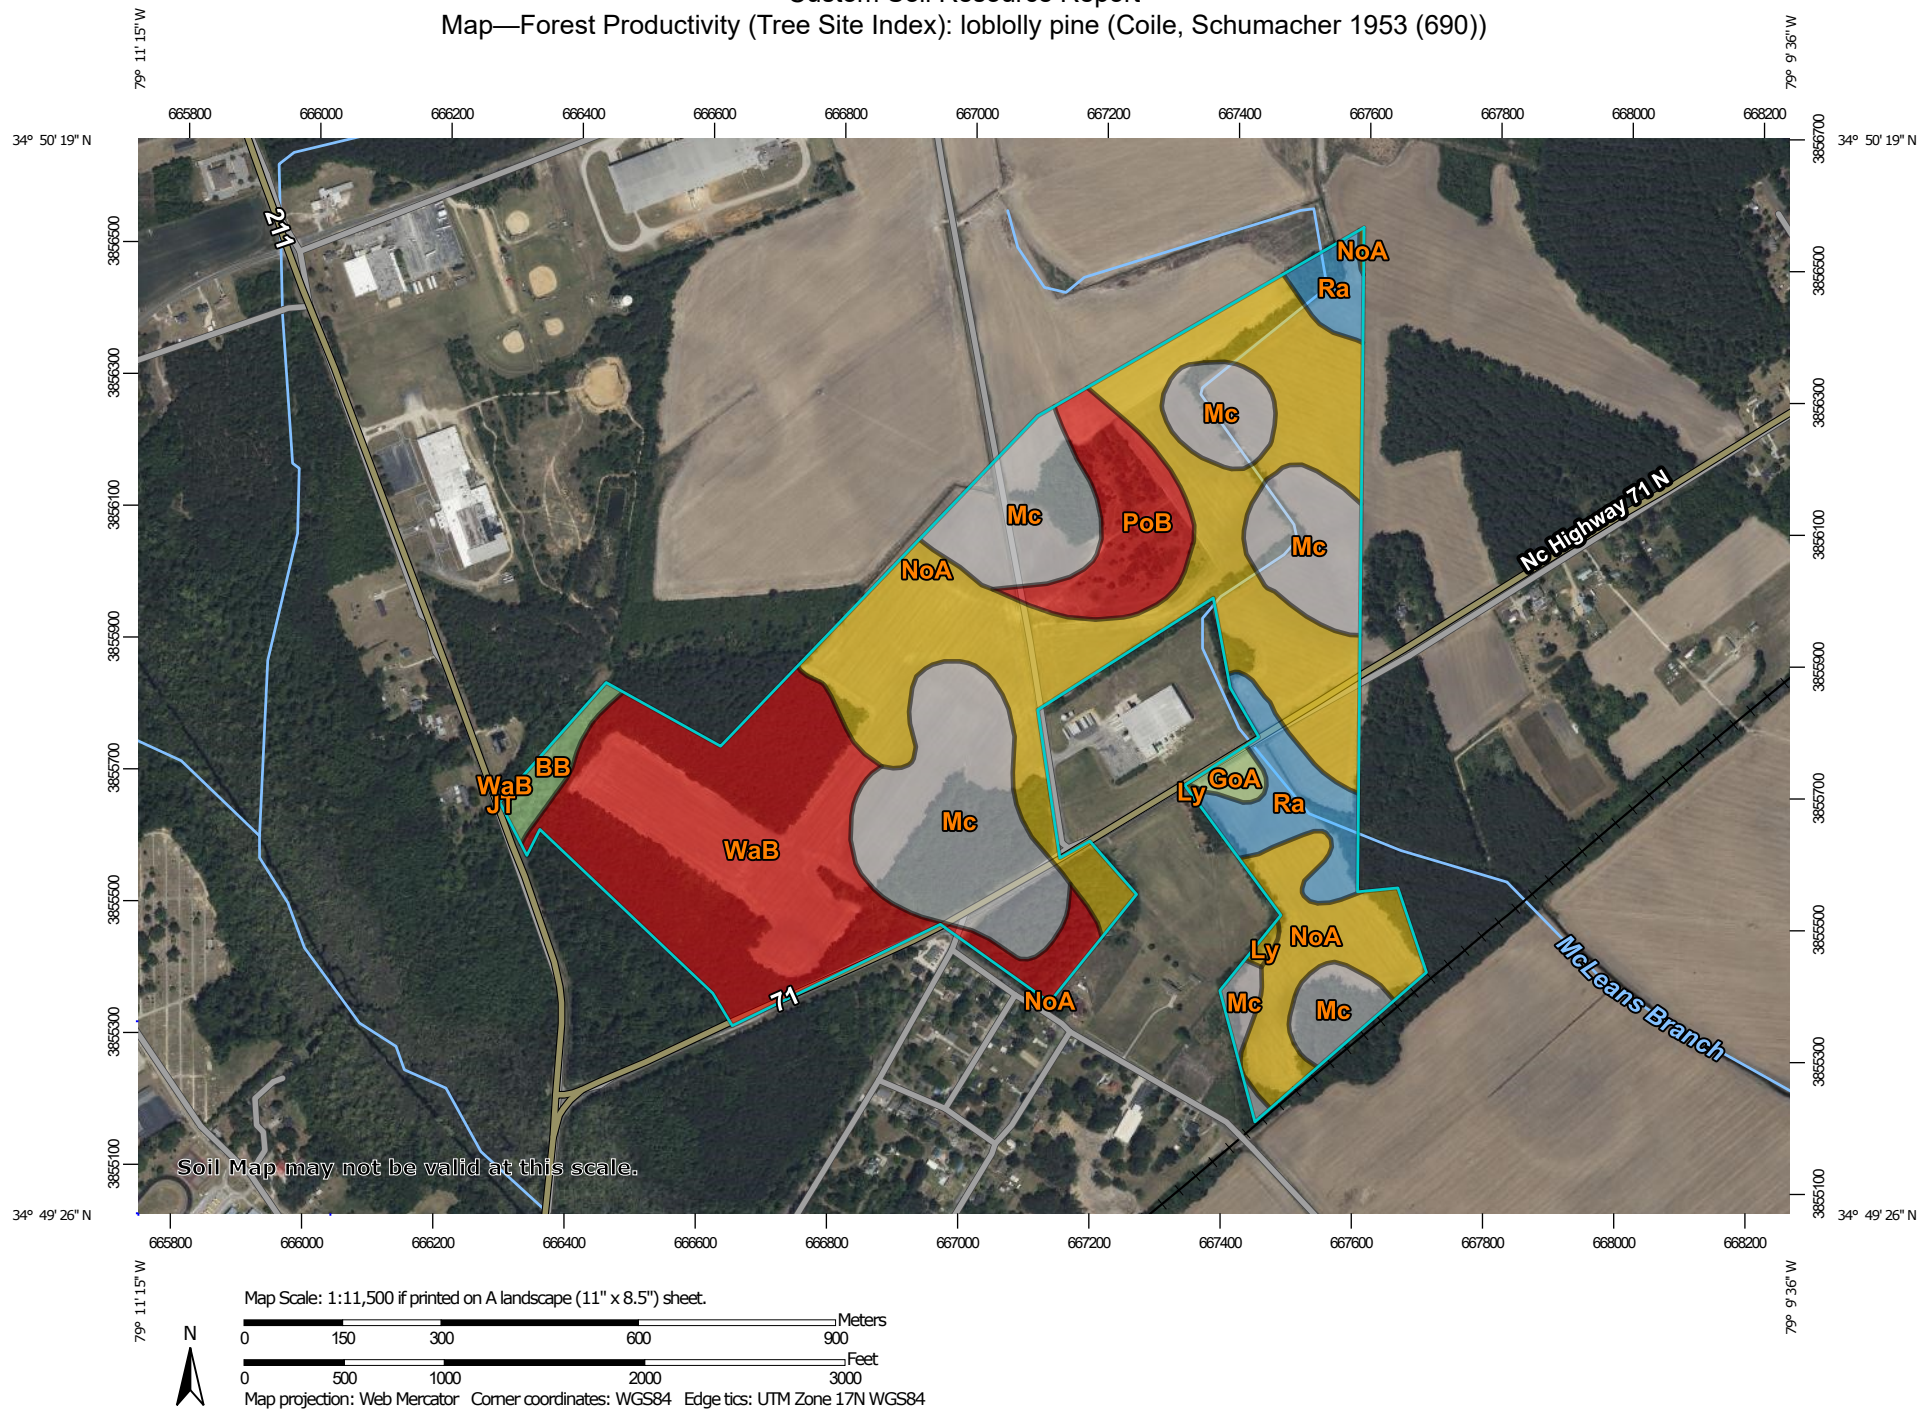 Custom Soil Resource Report
Map—Forest Productivity (Tree Site Index): loblolly pine (Coile, Schumacher 1953 (690))
79° 11' 15'' W
79° 9' 36'' W
665800 666000 666200 666400 666600 666800 667000 667200 667400 667600 667800 668000 668200
34° 50' 19'' N
34° 50' 19'' N
3856700
3856500
3856500
3856300
3856300
3856100
3856100
3855900
3855900
3855700
3855700
3855500
3855500
3855300
3855300
3855100
3855100
211
NoA
Ra
Mc
Mc
PoB
Mc
Nc Highway 71 N
NoA
BB
WaB
JT
GoA
Ly
Ra
Mc
WaB
NoA
Ly
McLeans Branch
71
NoA
Mc
Mc
Soil Map may not be valid at this scale.
34° 49' 26'' N
34° 49' 26'' N
665800 666000 666200 666400 666600 666800 667000 667200 667400 667600 667800 668000 668200
79° 11' 15'' W
79° 9' 36'' W
Map Scale: 1:11,500 if printed on A landscape (11" x 8.5") sheet.
Meters
0 150 300 600 900
Feet
0 500 1000 2000 3000
N
Map projection: Web Mercator Corner coordinates: WGS84 Edge tics: UTM Zone 17N WGS84